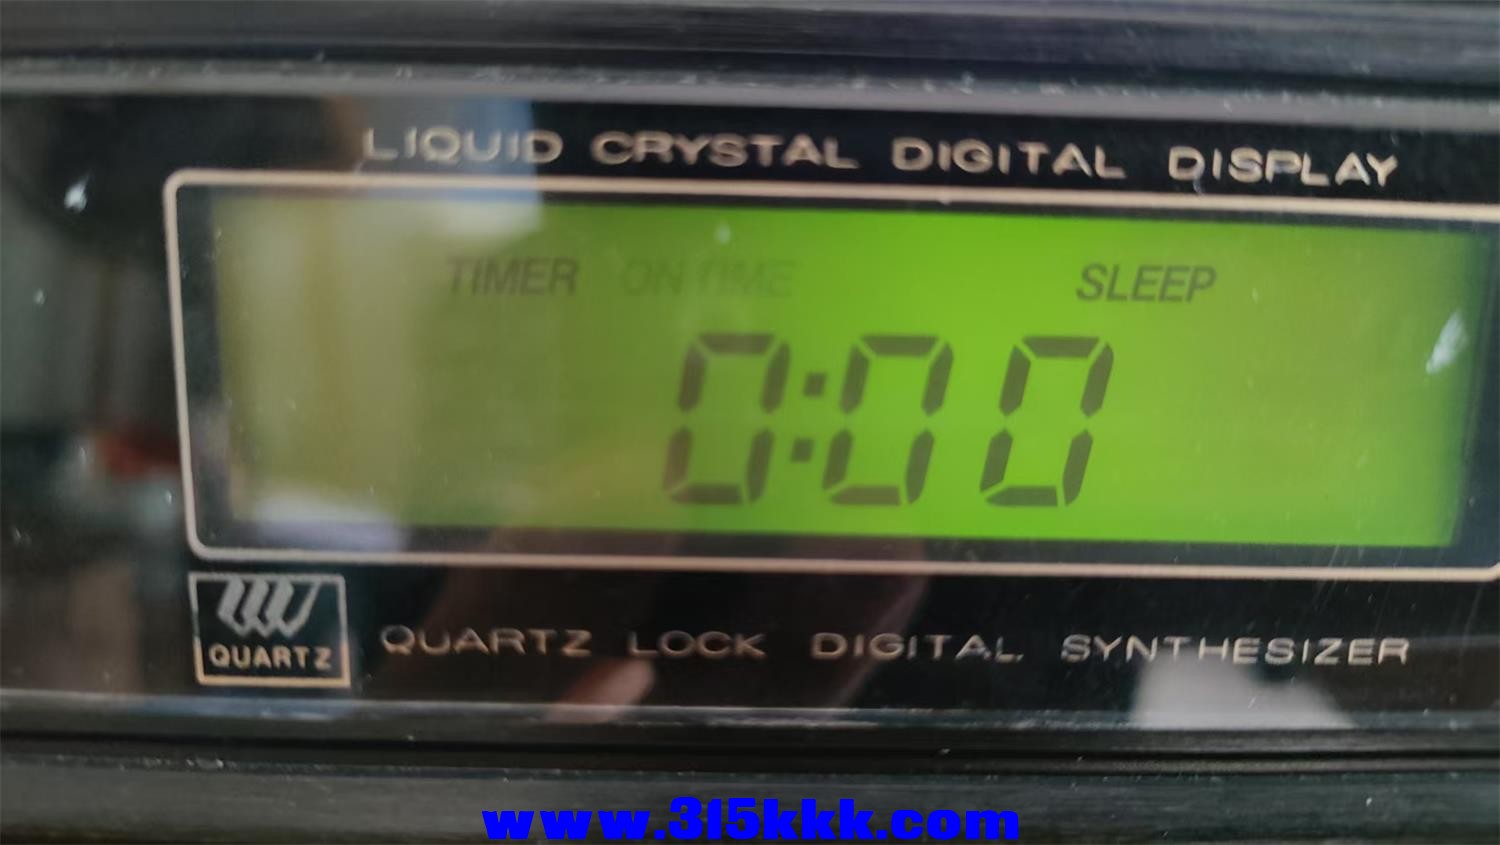 LIQUID CRYSTAL DIGITAL DISPLAY
TIMER ON TIME SLEEP
0:00
QUARTZ
QUARTZ LOCK DIGITAL SYNTHESIZER
www.315kkk.com